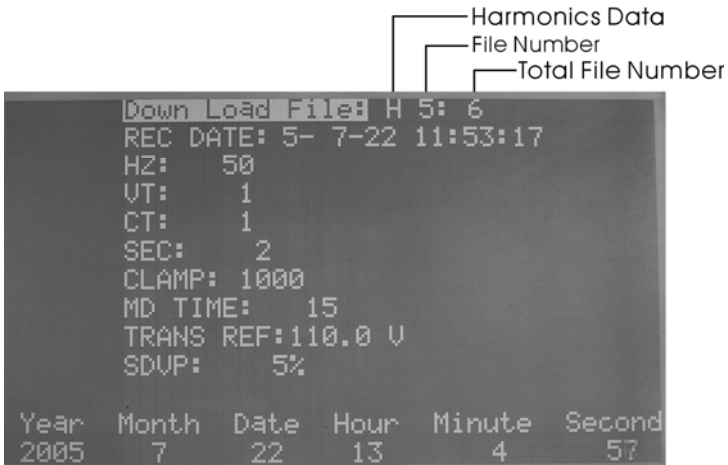 Harmonics Data
File Number
Total File Number
Down Load File: H 5: 6
REC DATE: 5- 7-22 11:53:17
HZ: 50
VT: 1
CT: 1
SEC: 2
CLAMP: 1000
MD TIME: 15
TRANS REF:110.0 V
SDVP: 5%
Year Month Date Hour Minute Second
2005 7 22 13 4 57